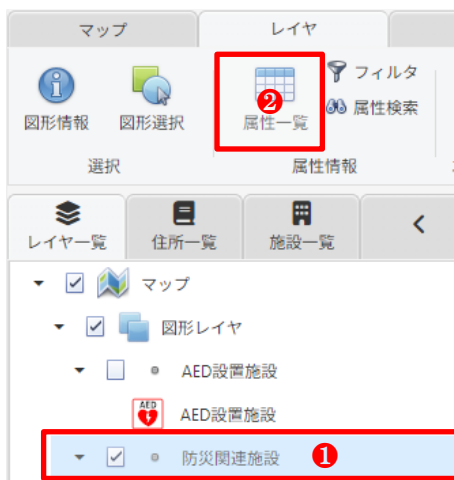 マップ
レイヤ
図形情報
図形選択
❷
属性一覧
フィルタ
属性検索
選択
属性情報
レイヤ一覧
住所一覧
施設一覧
マップ
図形レイヤ
AED設置施設
AED
AED設置施設
防災関連施設 ❶